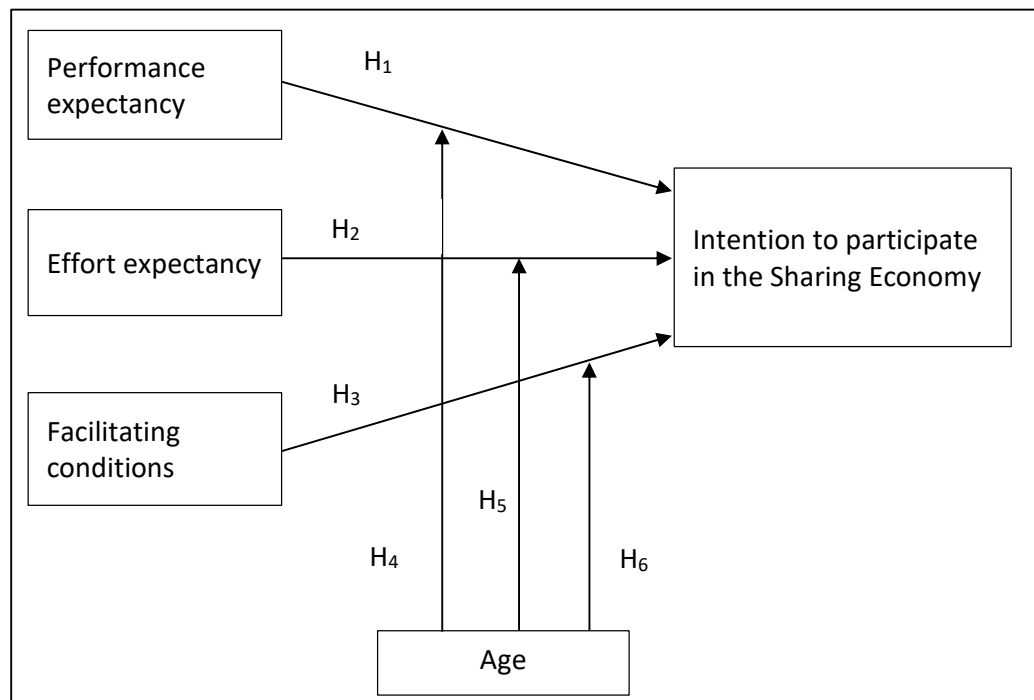 Performance
expectancy
H₁
Effort expectancy
H₂
Intention to participate
in the Sharing Economy
Facilitating
conditions
H₃
H₄
H₅
H₆
Age